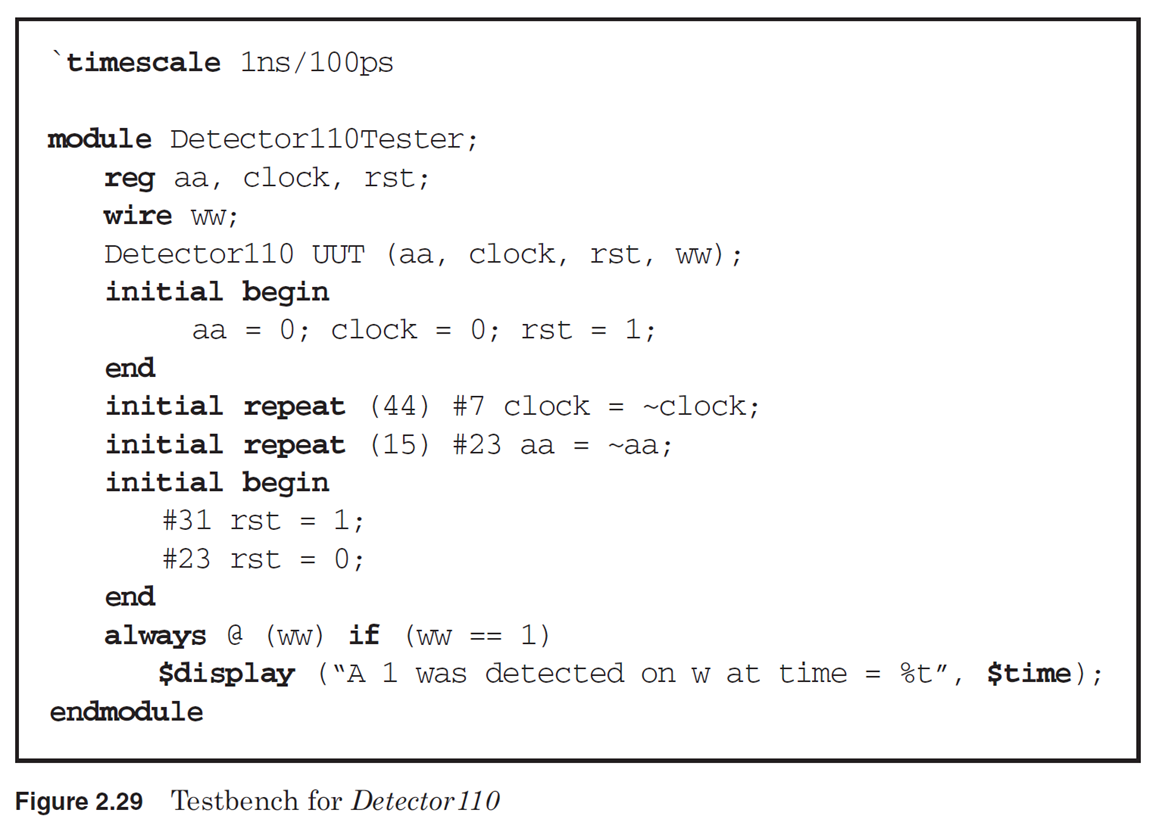 `timescale 1ns/100ps
module Detector110Tester;
reg aa, clock, rst;
wire ww;
Detector110 UUT (aa, clock, rst, ww);
initial begin
aa = 0; clock = 0; rst = 1;
end
initial repeat (44) #7 clock = ~clock;
initial repeat (15) #23 aa = ~aa;
initial begin
#31 rst = 1;
#23 rst = 0;
end
always @ (ww) if (ww == 1)
$display (“A 1 was detected on w at time = %t”, $time);
endmodule
Figure 2.29 Testbench for Detector110